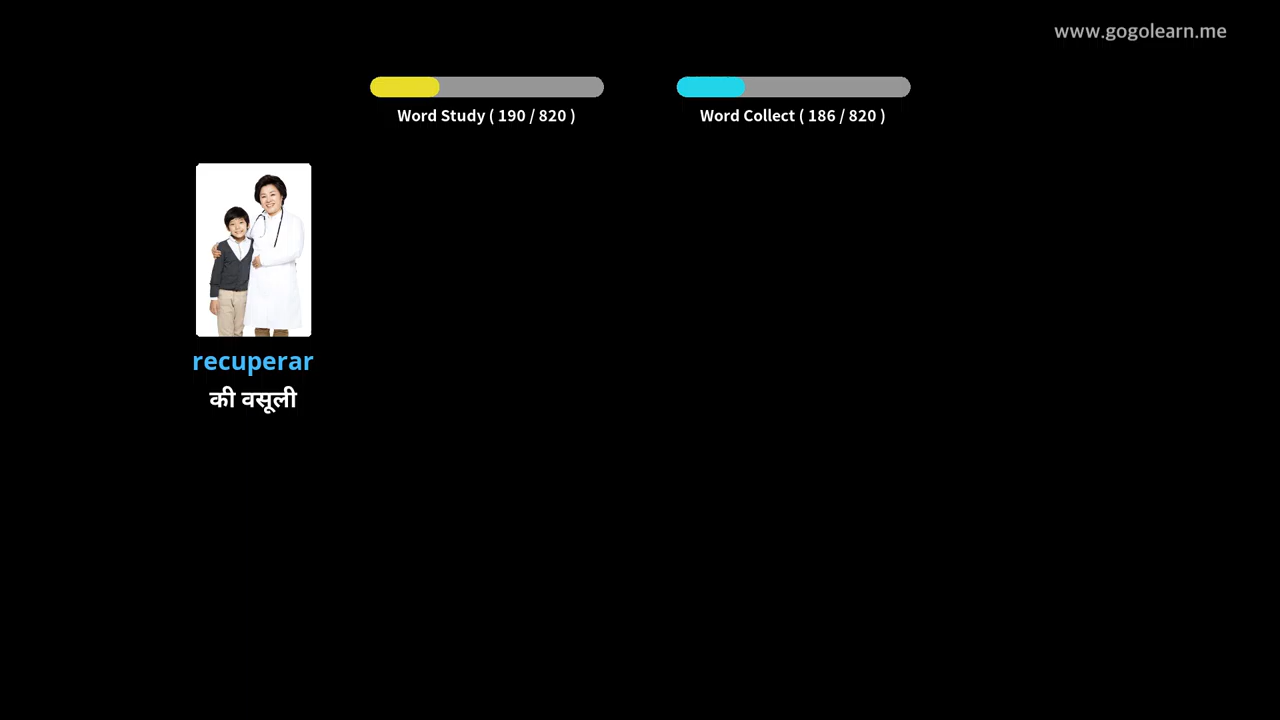 www.gogolearn.me
Word Study ( 190 / 820 )
Word Collect ( 186 / 820 )
recuperar
की वसूली